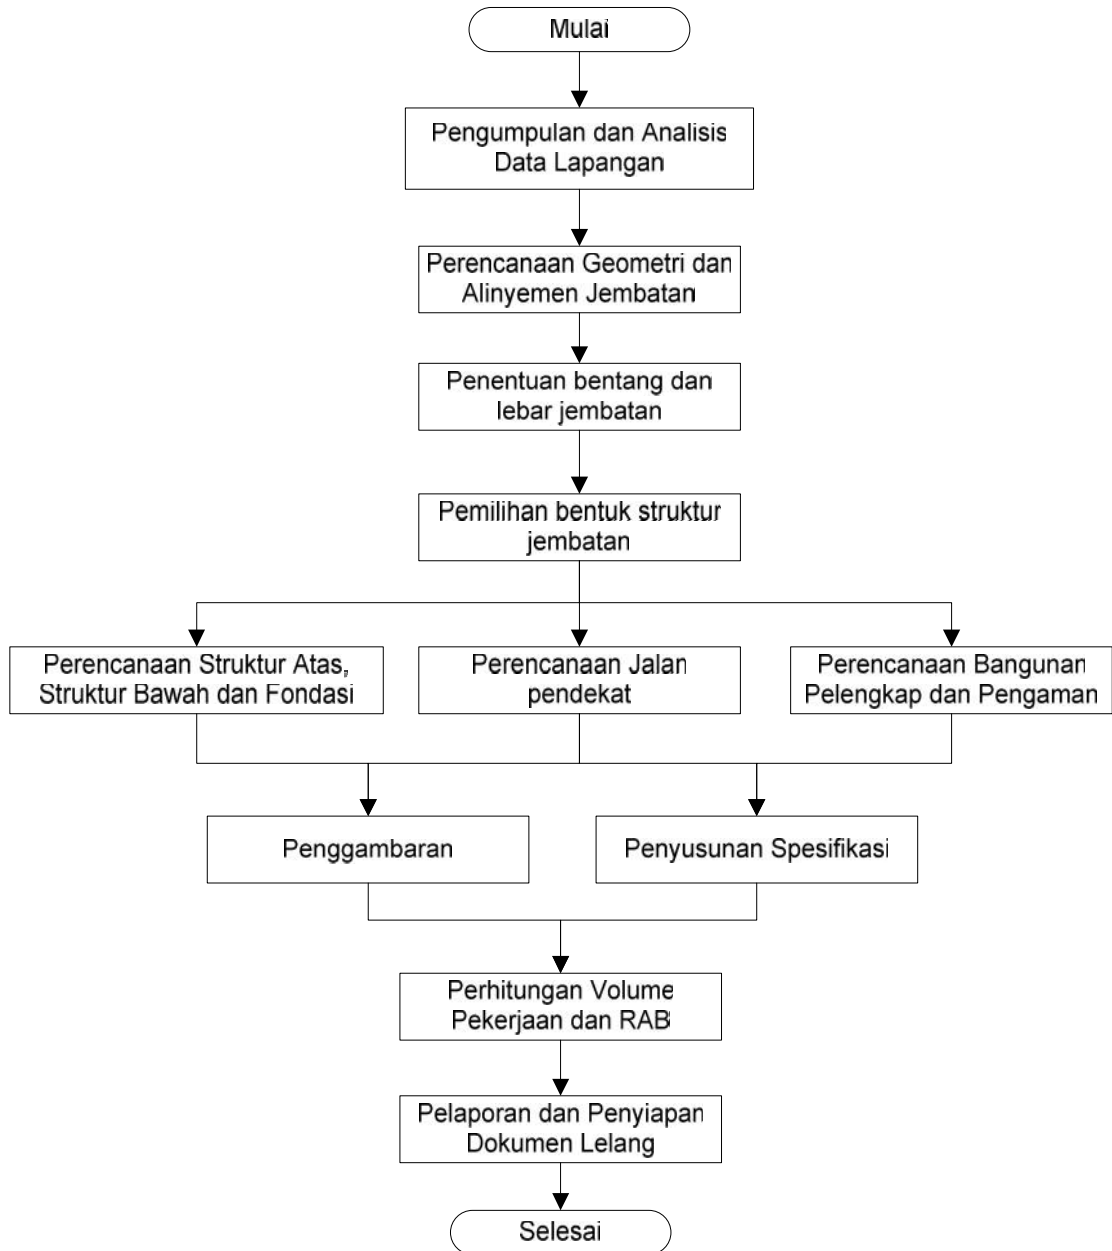 Mulai
Pengumpulan dan Analisis
Data Lapangan
Perencanaan Geometri dan
Alinyemen Jembatan
Penentuan bentang dan
lebar jembatan
Pemilihan bentuk struktur
jembatan
Perencanaan Struktur Atas,
Struktur Bawah dan Fondasi
Perencanaan Jalan
pendekat
Perencanaan Bangunan
Pelengkap dan Pengaman
Penggambaran
Penyusunan Spesifikasi
Perhitungan Volume
Pekerjaan dan RAB
Pelaporan dan Penyiapan
Dokumen Lelang
Selesai